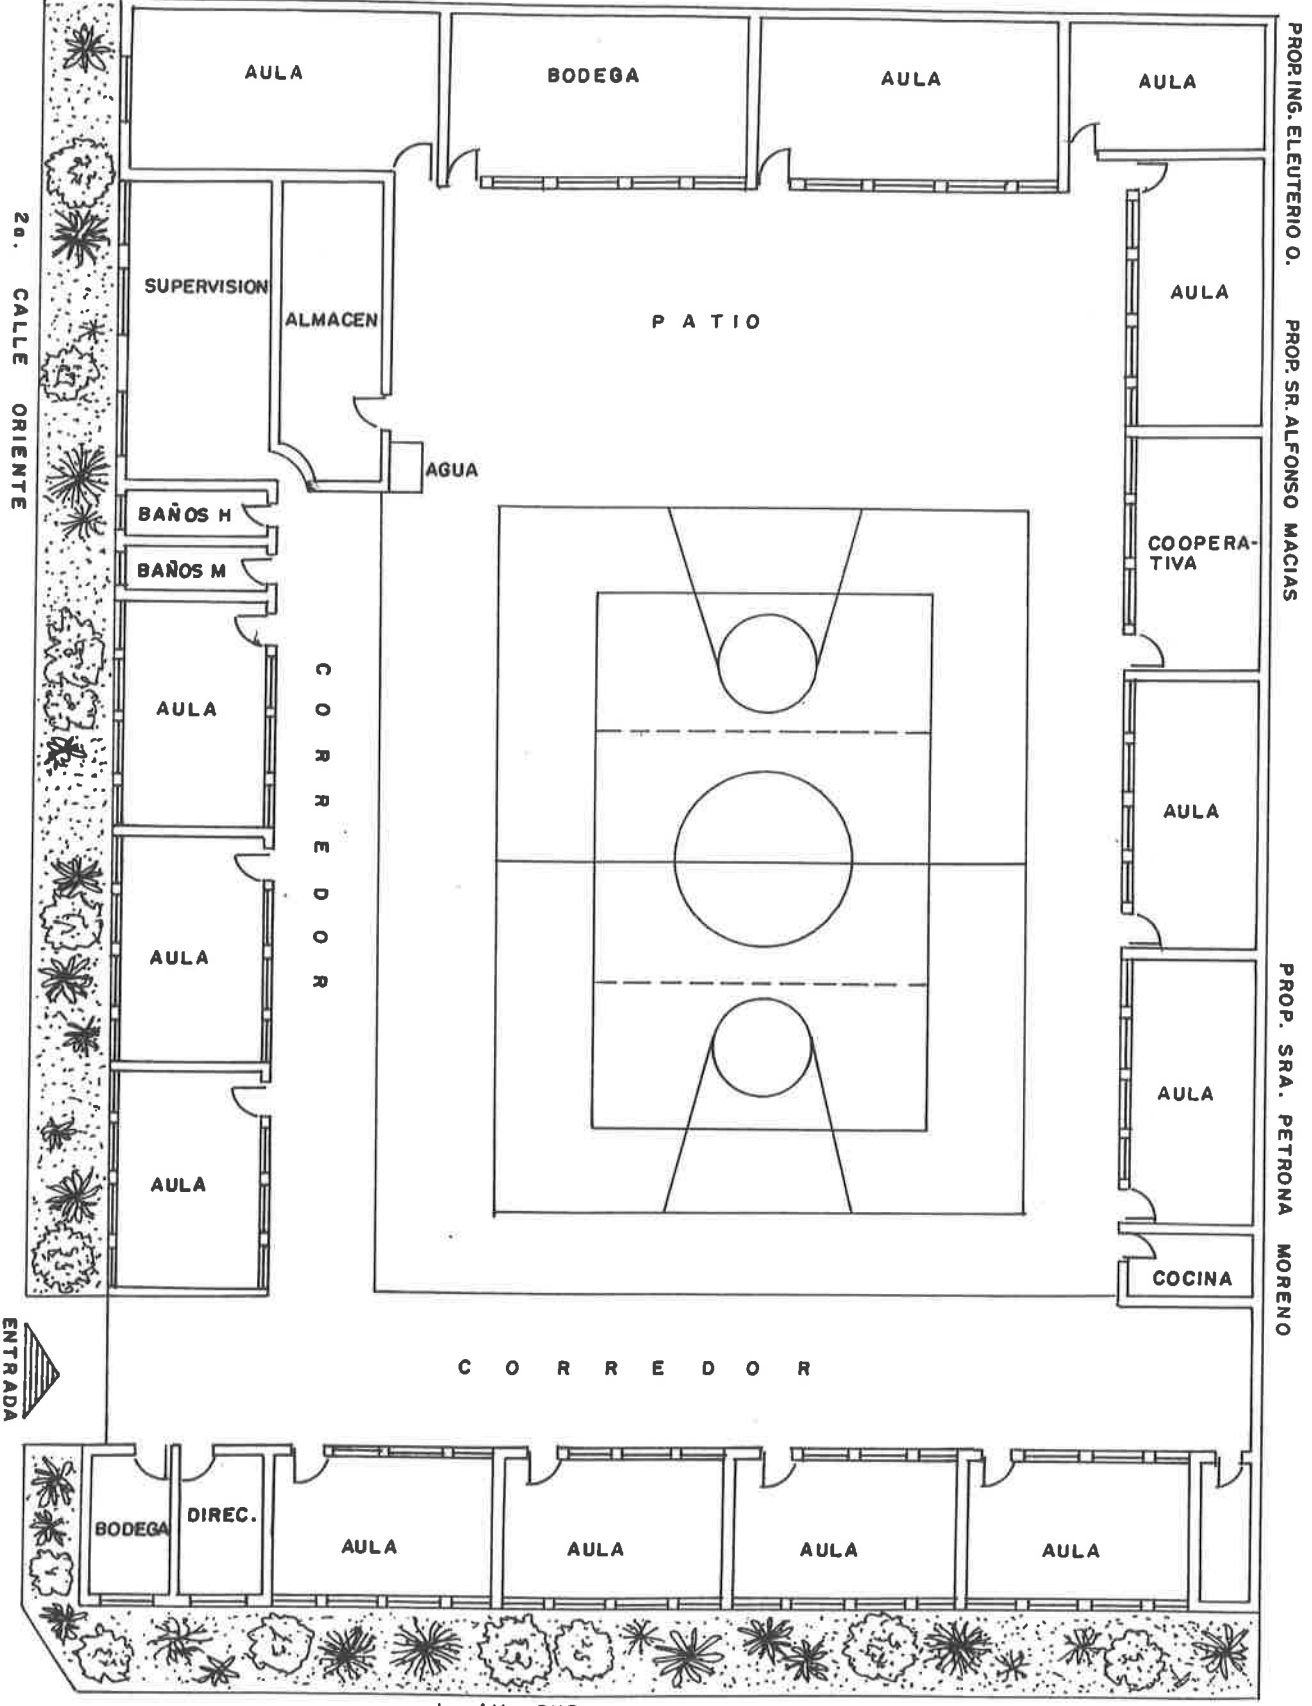 AULA
BODEGA
AULA
AULA
PROP. ING. ELEUTERIO O.
SUPERVISION
ALMACEN
PATIO
AULA
PROP. SR. ALFONSO MACIAS
2a. CALLE ORIENTE
AGUA
BAÑOS H
BAÑOS M
COOPERA-
TIVA
AULA
CORREDOR
AULA
AULA
AULA
AULA
PROP. SRA. PETRONA MORENO
COCINA
ENTRADA
CORREDOR
BODEGA
DIREC.
AULA
AULA
AULA
AULA